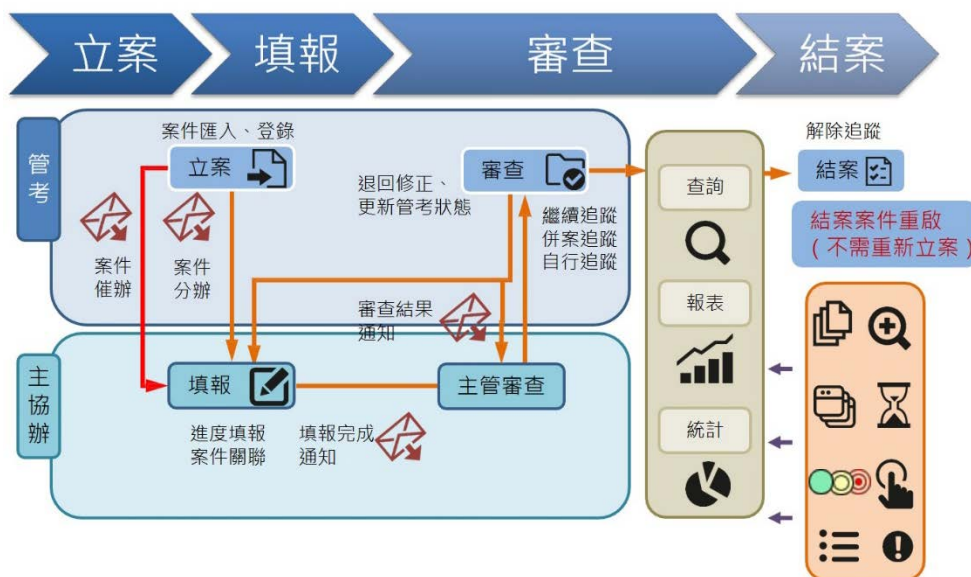 立案
填報
審查
結案
管考
案件匯入、登錄
立案
案件
催辦
案件
分辦
退回修正、
更新管考狀態
審查
繼續追蹤
併案追蹤
自行追蹤
審查結果
通知
主協辦
填報
進度填報
案件關聯
填報完成
通知
主管審查
查詢
報表
統計
解除追蹤
結案
結案案件重啟
(不需重新立案)